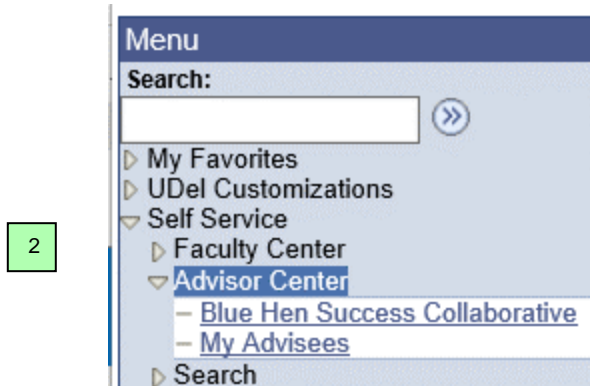 Menu
Search:
My Favorites
UDel Customizations
Self Service
2
Faculty Center
Advisor Center
Blue Hen Success Collaborative
My Advisees
Search